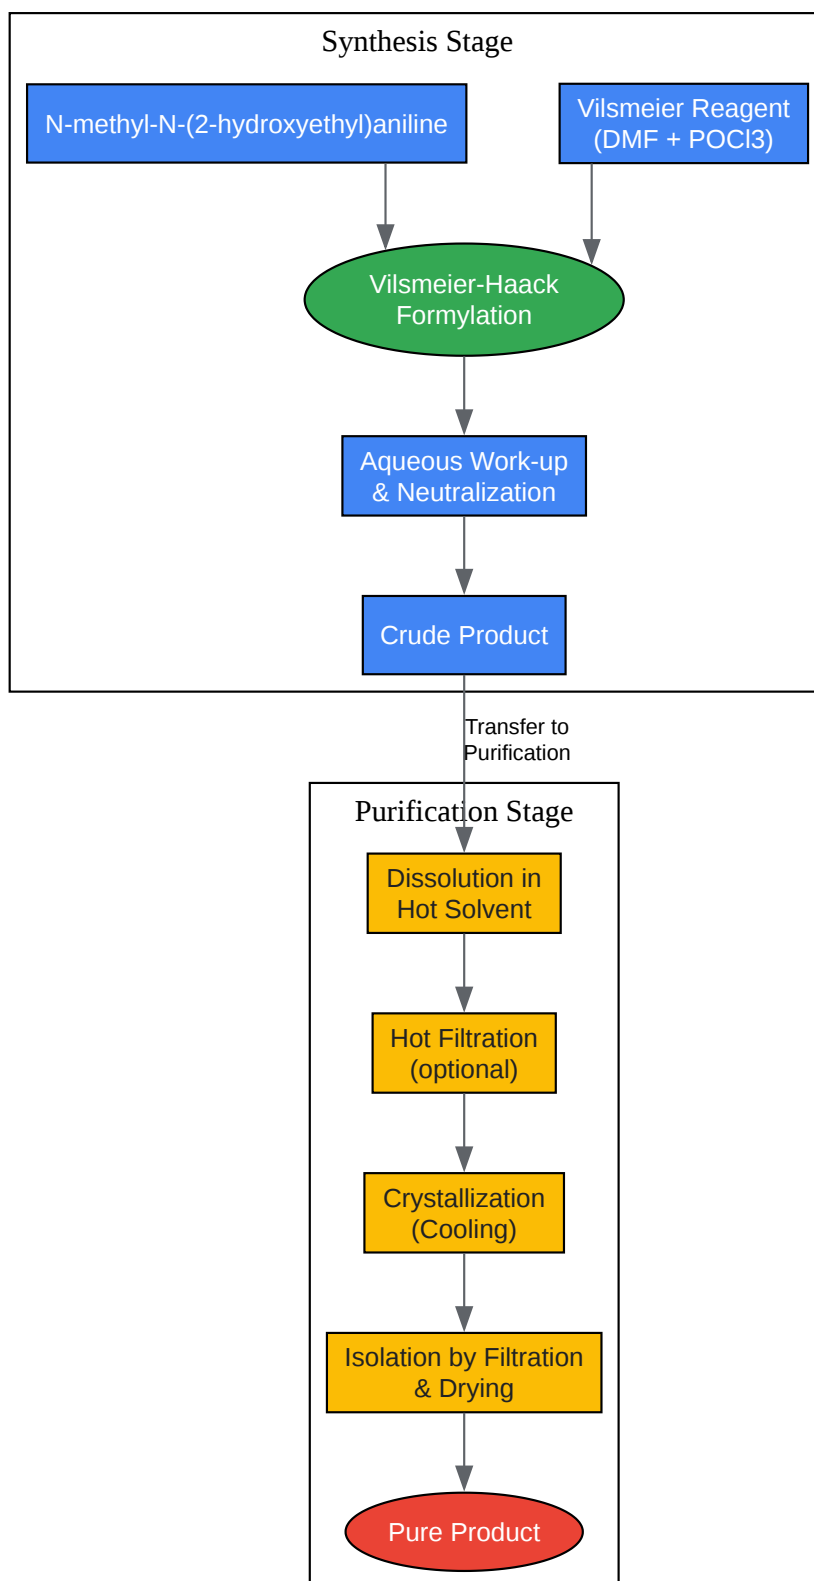 Synthesis Stage
N-methyl-N-(2-hydroxyethyl)aniline
Vilsmeier Reagent
(DMF + POCl3)
Vilsmeier-Haack
Formylation
Aqueous Work-up
& Neutralization
Crude Product
Transfer to
Purification
Purification Stage
Dissolution in
Hot Solvent
Hot Filtration
(optional)
Crystallization
(Cooling)
Isolation by Filtration
& Drying
Pure Product